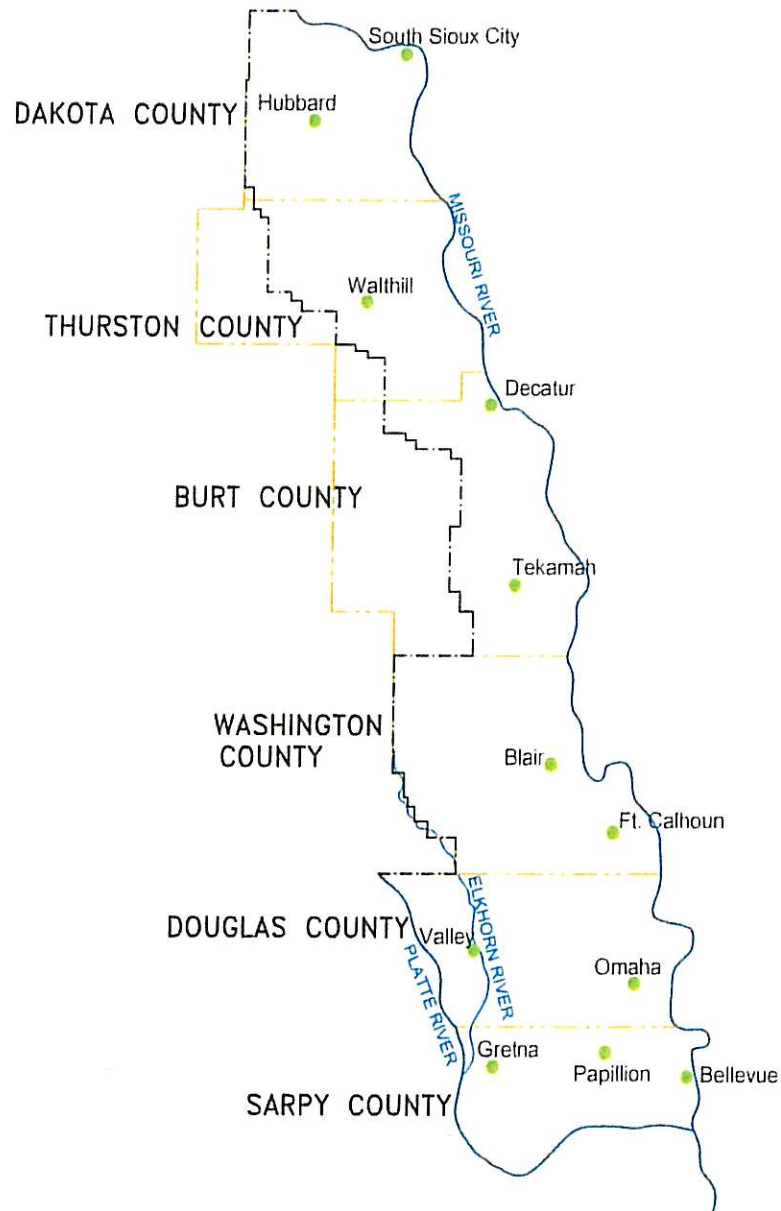 South Sioux City
Hubbard
DAKOTA COUNTY
MISSOURI RIVER
Walthill
THURSTON COUNTY
Decatur
BURT COUNTY
Tekamah
WASHINGTON
COUNTY
Blair
Ft. Calhoun
DOUGLAS COUNTY
Valley
ELKHORN RIVER
PLATTE RIVER
Omaha
Gretna
Papillion
Bellevue
SARPY COUNTY